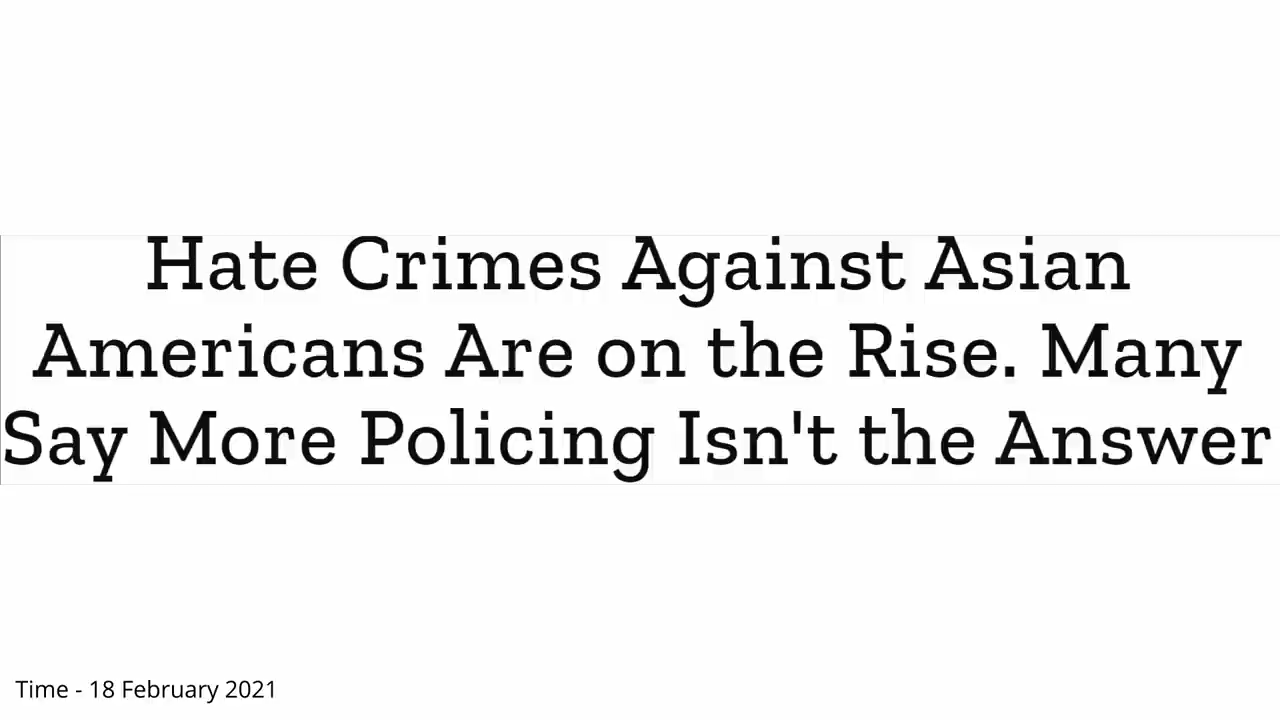 Hate Crimes Against Asian
Americans Are on the Rise. Many
Say More Policing Isn't the Answer
Time - 18 February 2021